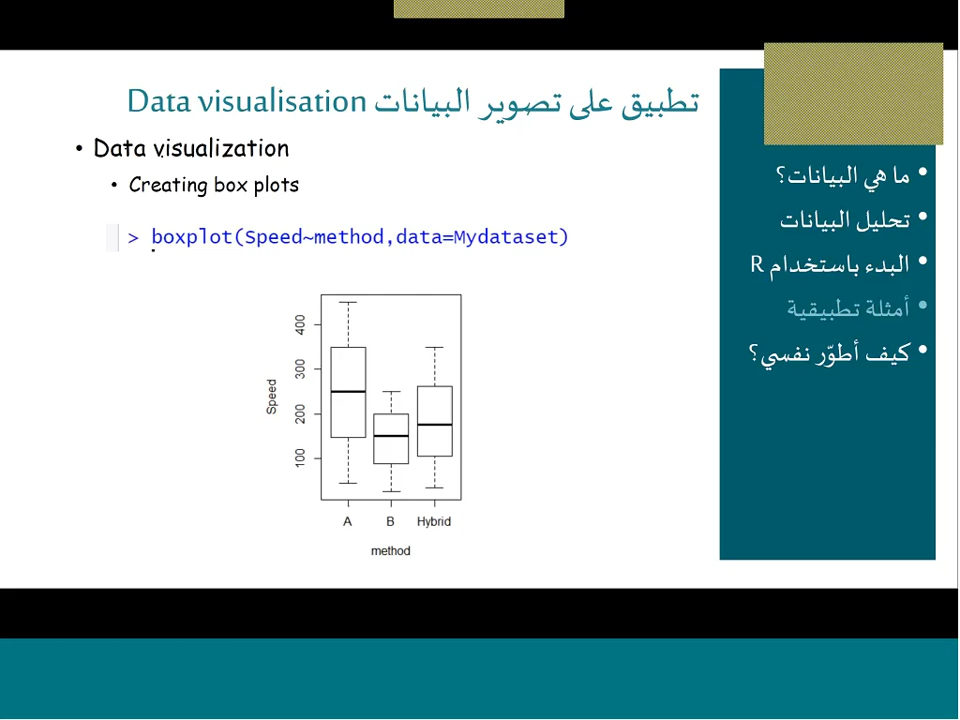 تطبيق على تصوير البيانات Data visualisation
• Data visualization
• Creating box plots
> boxplot(Speed~method,data=Mydataset)
400
300
200
100
Speed
A B Hybrid
method
• ما هي البيانات؟
• تحليل البيانات
• البدء باستخدام R
• أمثلة تطبيقية
• كيف أطوّر نفسي؟